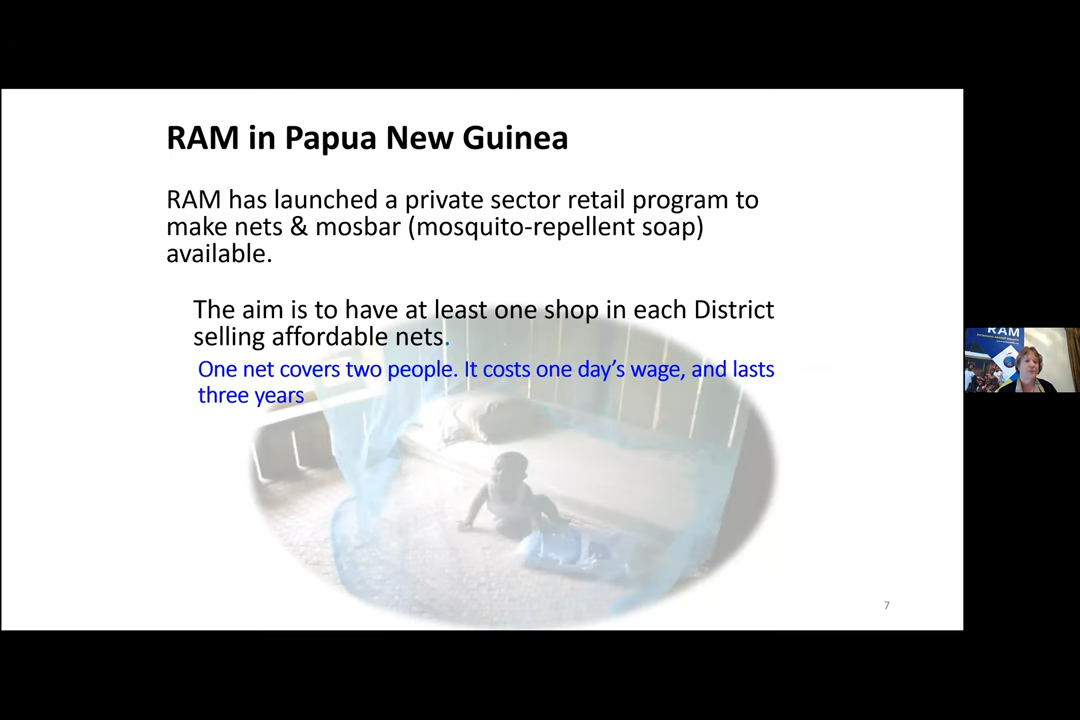 RAM in Papua New Guinea
RAM has launched a private sector retail program to
make nets & mosbar (mosquito-repellent soap)
available.
The aim is to have at least one shop in each District
selling affordable nets.
One net covers two people. It costs one day's wage, and lasts
three years
7
RAM